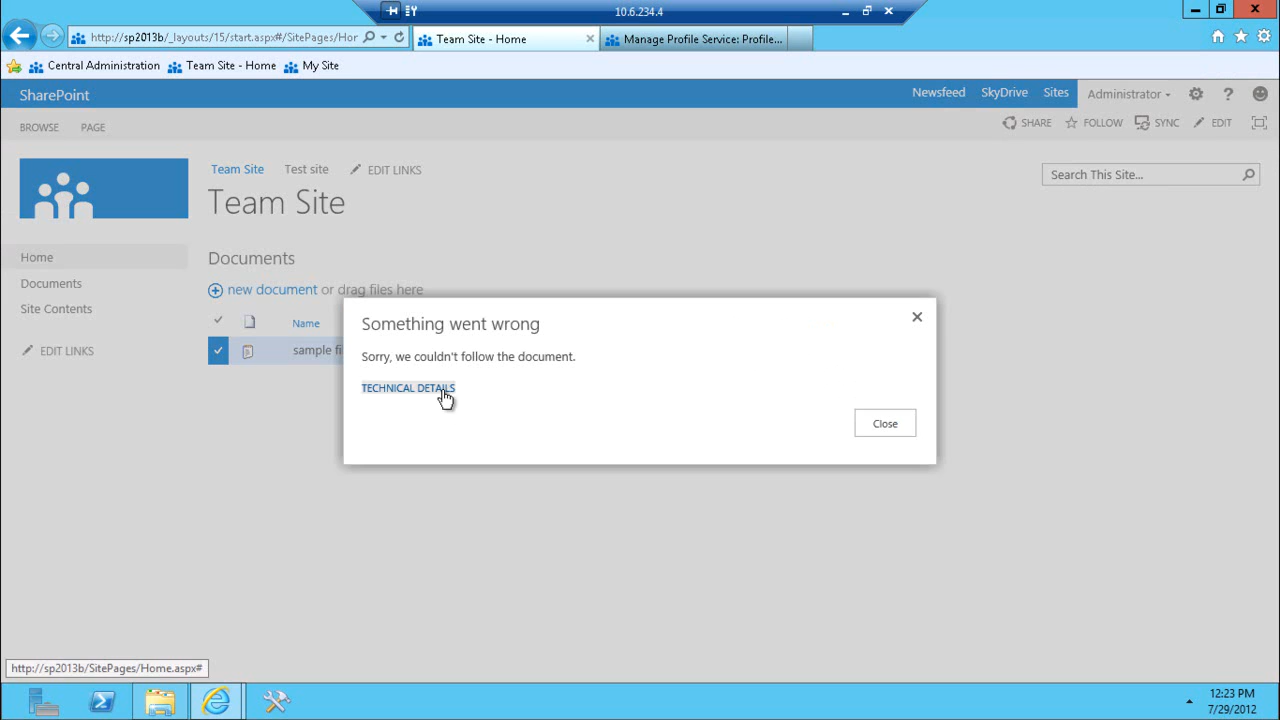 10.6.234.4
http://sp2013b/_layouts/15/start.aspx#/SitePages/Hor
Team Site - Home
Manage Profile Service: Profile...
Central Administration
Team Site - Home
My Site
SharePoint
Newsfeed
SkyDrive
Sites
Administrator
?
BROWSE
PAGE
SHARE
FOLLOW
SYNC
EDIT
Team Site
Test site
EDIT LINKS
Search This Site...
Team Site
Home
Documents
Site Contents
EDIT LINKS
Documents
new document or drag files here
Name
sample fi
Something went wrong
Sorry, we couldn't follow the document.
TECHNICAL DETAILS
Close
http://sp2013b/SitePages/Home.aspx#
12:23 PM
7/29/2012